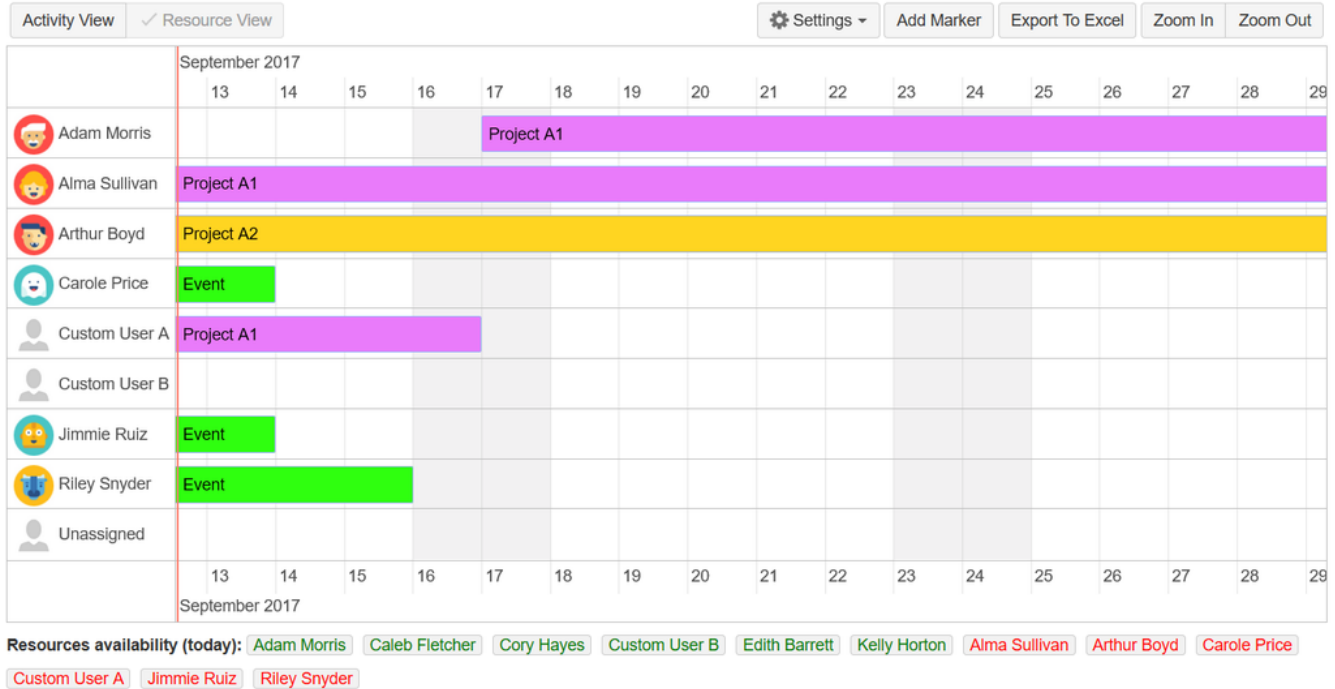 Activity View ✓ Resource View Settings Add Marker Export To Excel Zoom In Zoom Out
September 2017
13 14 15 16 17 18 19 20 21 22 23 24 25 26 27 28 29
Adam Morris Project A1
Alma Sullivan Project A1
Arthur Boyd Project A2
Carole Price Event
Custom User A Project A1
Custom User B
Jimmie Ruiz Event
Riley Snyder Event
Unassigned
13 14 15 16 17 18 19 20 21 22 23 24 25 26 27 28 29
September 2017
Resources availability (today): Adam Morris Caleb Fletcher Cory Hayes Custom User B Edith Barrett Kelly Horton Alma Sullivan Arthur Boyd Carole Price
Custom User A Jimmie Ruiz Riley Snyder